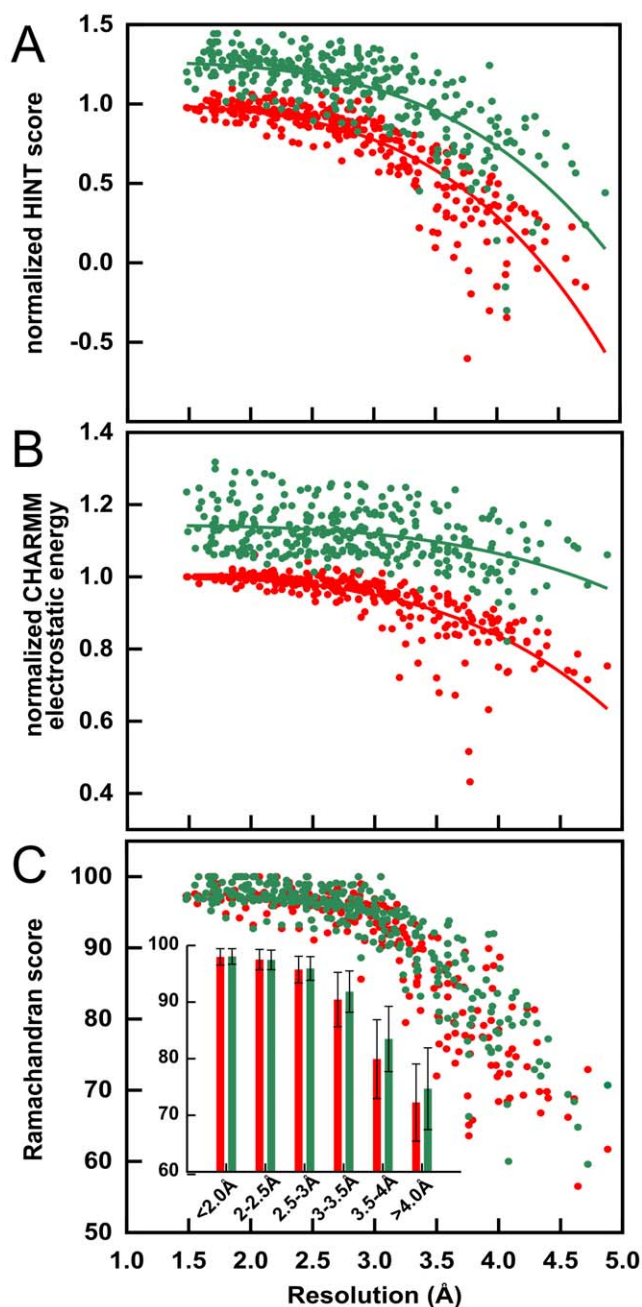 A
normalized HINT score
1.5
1.0
0.5
0.0
-0.5
B
normalized CHARMM
electrostatic energy
1.4
1.2
1.0
0.8
0.6
0.4
C
Ramachandran score
100
90
80
70
60
50
100
90
80
70
60
<2.0Å
2-2.5Å
2.5-3Å
3-3.5Å
3.5-4Å
>4.0Å
1.0 1.5 2.0 2.5 3.0 3.5 4.0 4.5 5.0
Resolution (Å)